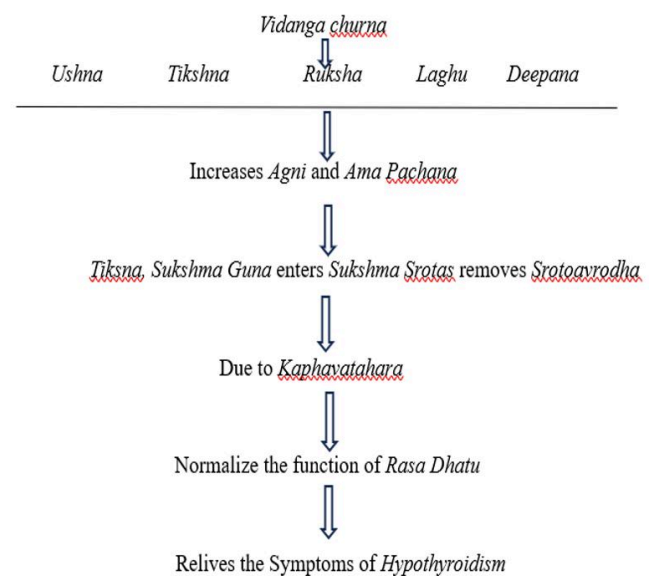 Vidanga churna
Ushna Tikshna Ruksha Laghu Deepana
Increases Agni and Ama Pachana
Tiksna, Sukshma Guna enters Sukshma Srotas removes Srotoavrodha
Due to Kaphavatahara
Normalize the function of Rasa Dhatu
Relives the Symptoms of Hypothyroidism